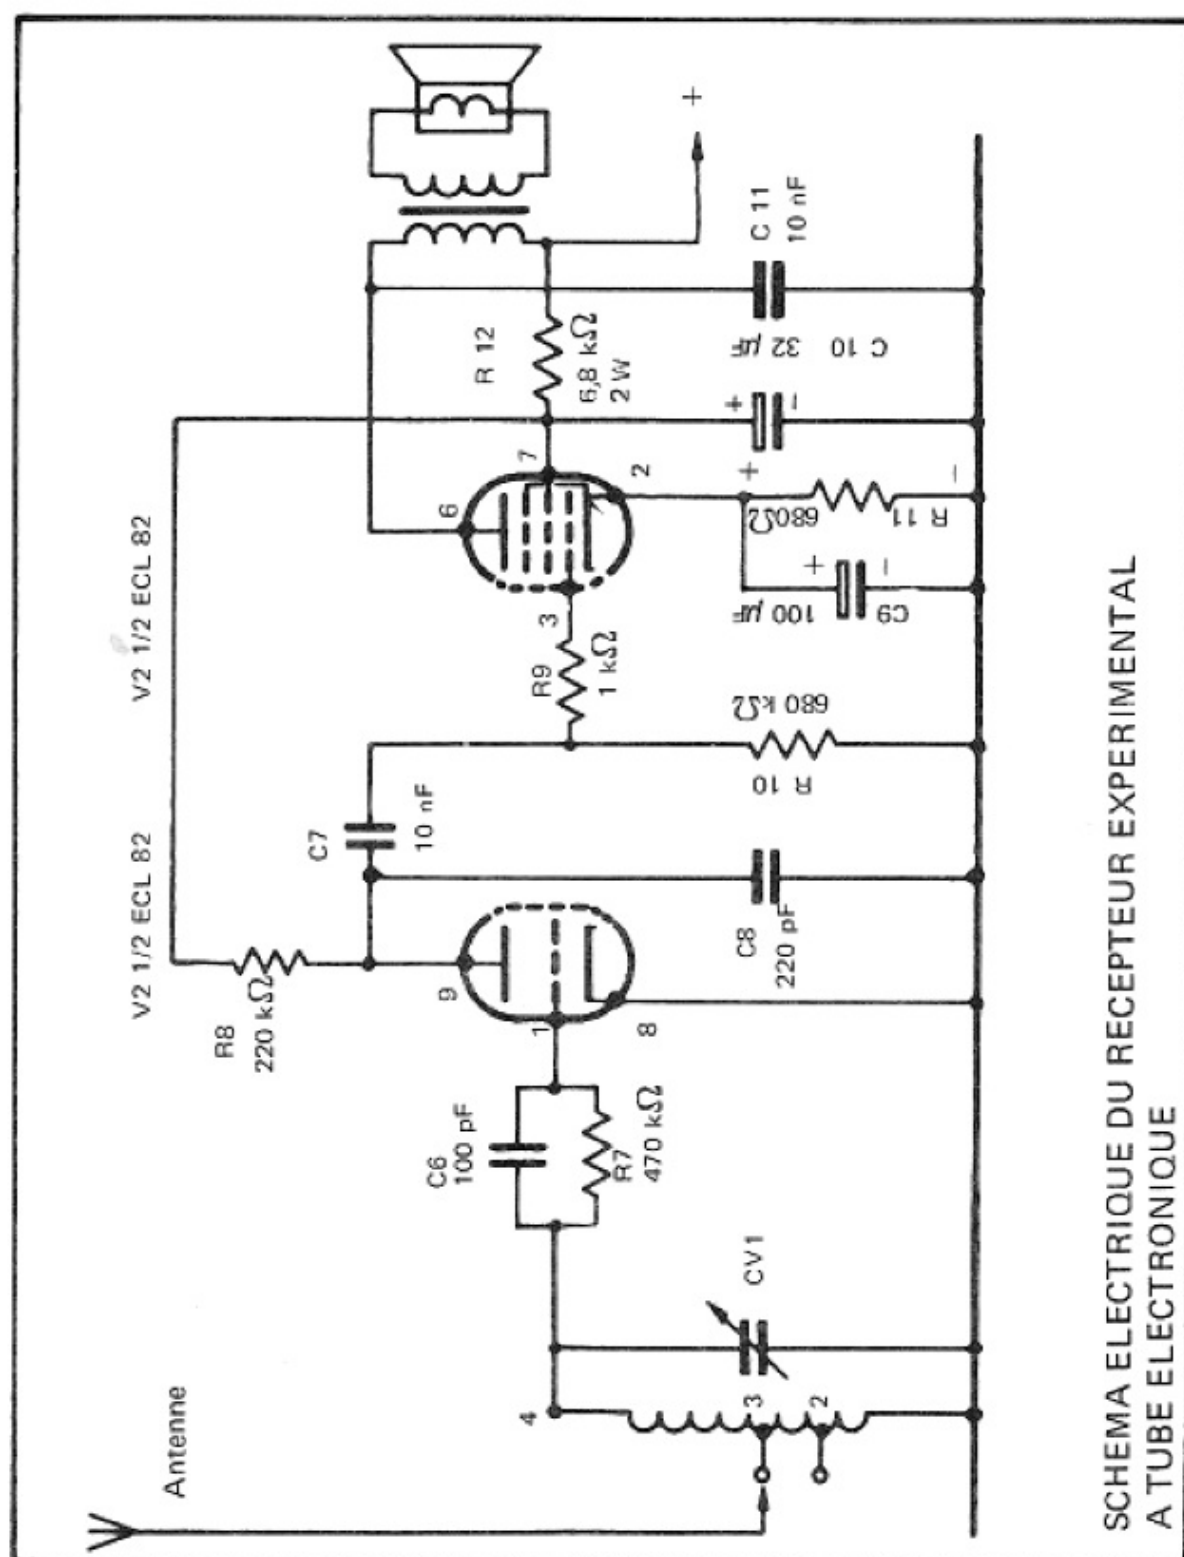 Antenne
4
3
2
CV1
C6
100 pF
R7
470 kΩ
R8
220 kΩ
V2 1/2 ECL 82
9
1
8
C8
220 pF
C7
10 nF
R 10
680 kΩ
R9
1 kΩ
V2 1/2 ECL 82
6
3
7
2
100 µF
+
−
C9
+
−
680Ω
R 11
R 12
6,8 kΩ
2 W
+
−
32 µF
C 10
C 11
10 nF
+
SCHEMA ELECTRIQUE DU RECEPTEUR EXPERIMENTAL
A TUBE ELECTRONIQUE